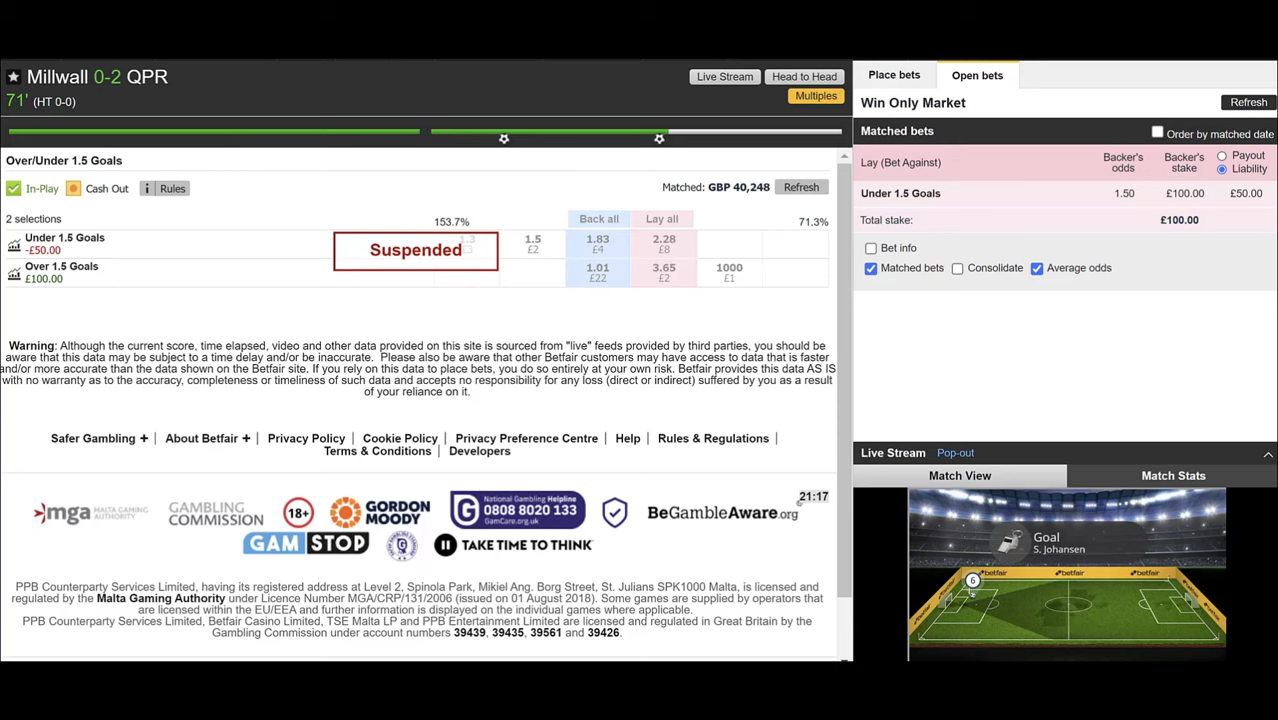 Millwall 0-2 QPR
Live Stream
Head to Head
71' (HT 0-0)
Multiples
Over/Under 1.5 Goals
In-Play
Cash Out
i Rules
Matched: GBP 40,248
Refresh
2 selections
153.7%
Back all
Lay all
71.3%
Under 1.5 Goals
-£50.00
Suspended
1.3
£3
1.5
£2
1.83
£4
2.28
£8
Over 1.5 Goals
£100.00
1.01
£22
3.65
£2
1000
£1
Warning: Although the current score, time elapsed, video and other data provided on this site is sourced from "live" feeds provided by third parties, you should be
aware that this data may be subject to a time delay and/or be inaccurate. Please also be aware that other Betfair customers may have access to data that is faster
and/or more accurate than the data shown on the Betfair site. If you rely on this data to place bets, you do so entirely at your own risk. Betfair provides this data AS IS
with no warranty as to the accuracy, completeness or timeliness of such data and accepts no responsibility for any loss (direct or indirect) suffered by you as a result
of your reliance on it.
Safer Gambling + | About Betfair + | Privacy Policy | Cookie Policy | Privacy Preference Centre | Help | Rules & Regulations |
Terms & Conditions | Developers
21:17
mga MALTA GAMING AUTHORITY
GAMBLING COMMISSION
18+
GORDON MOODY
National Gambling Helpline
0808 8020 133
GamCare.org.uk
BeGambleAware.org
GAMSTOP
TAKE TIME TO THINK
PPB Counterparty Services Limited, having its registered address at Level 2, Spinola Park, Mikiel Ang. Borg Street, St. Julians SPK1000 Malta, is licensed and
regulated by the Malta Gaming Authority under Licence Number MGA/CRP/131/2006 (issued on 01 August 2018). Some games are supplied by operators that
are licensed within the EU/EEA and further information is displayed on the individual games where applicable.
PPB Counterparty Services Limited, Betfair Casino Limited, TSE Malta LP and PPB Entertainment Limited are licensed and regulated in Great Britain by the
Gambling Commission under account numbers 39439, 39435, 39561 and 39426.
Place bets
Open bets
Win Only Market
Refresh
Matched bets
Order by matched date
Lay (Bet Against)
Backer's odds
Backer's stake
Payout
Liability
Under 1.5 Goals 1.50 £100.00 £50.00
Total stake: £100.00
Bet info
Matched bets
Consolidate
Average odds
Live Stream
Pop-out
Match View
Match Stats
Goal
S. Johansen
betfair
betfair
betfair
6